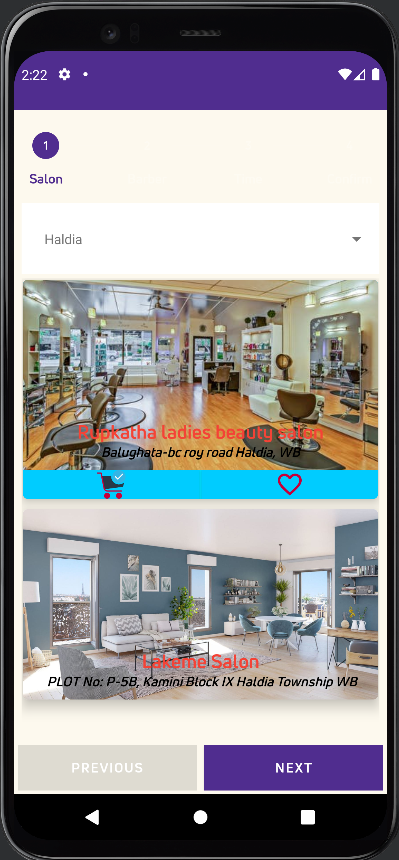 2:22
1
Salon
Haldia
Rupkatha ladies beauty salon
Balughata-bc roy road Haldia, WB
Lakeme Salon
PLOT No: P-5B, Kamini Block IX Haldia Township WB
PREVIOUS
NEXT